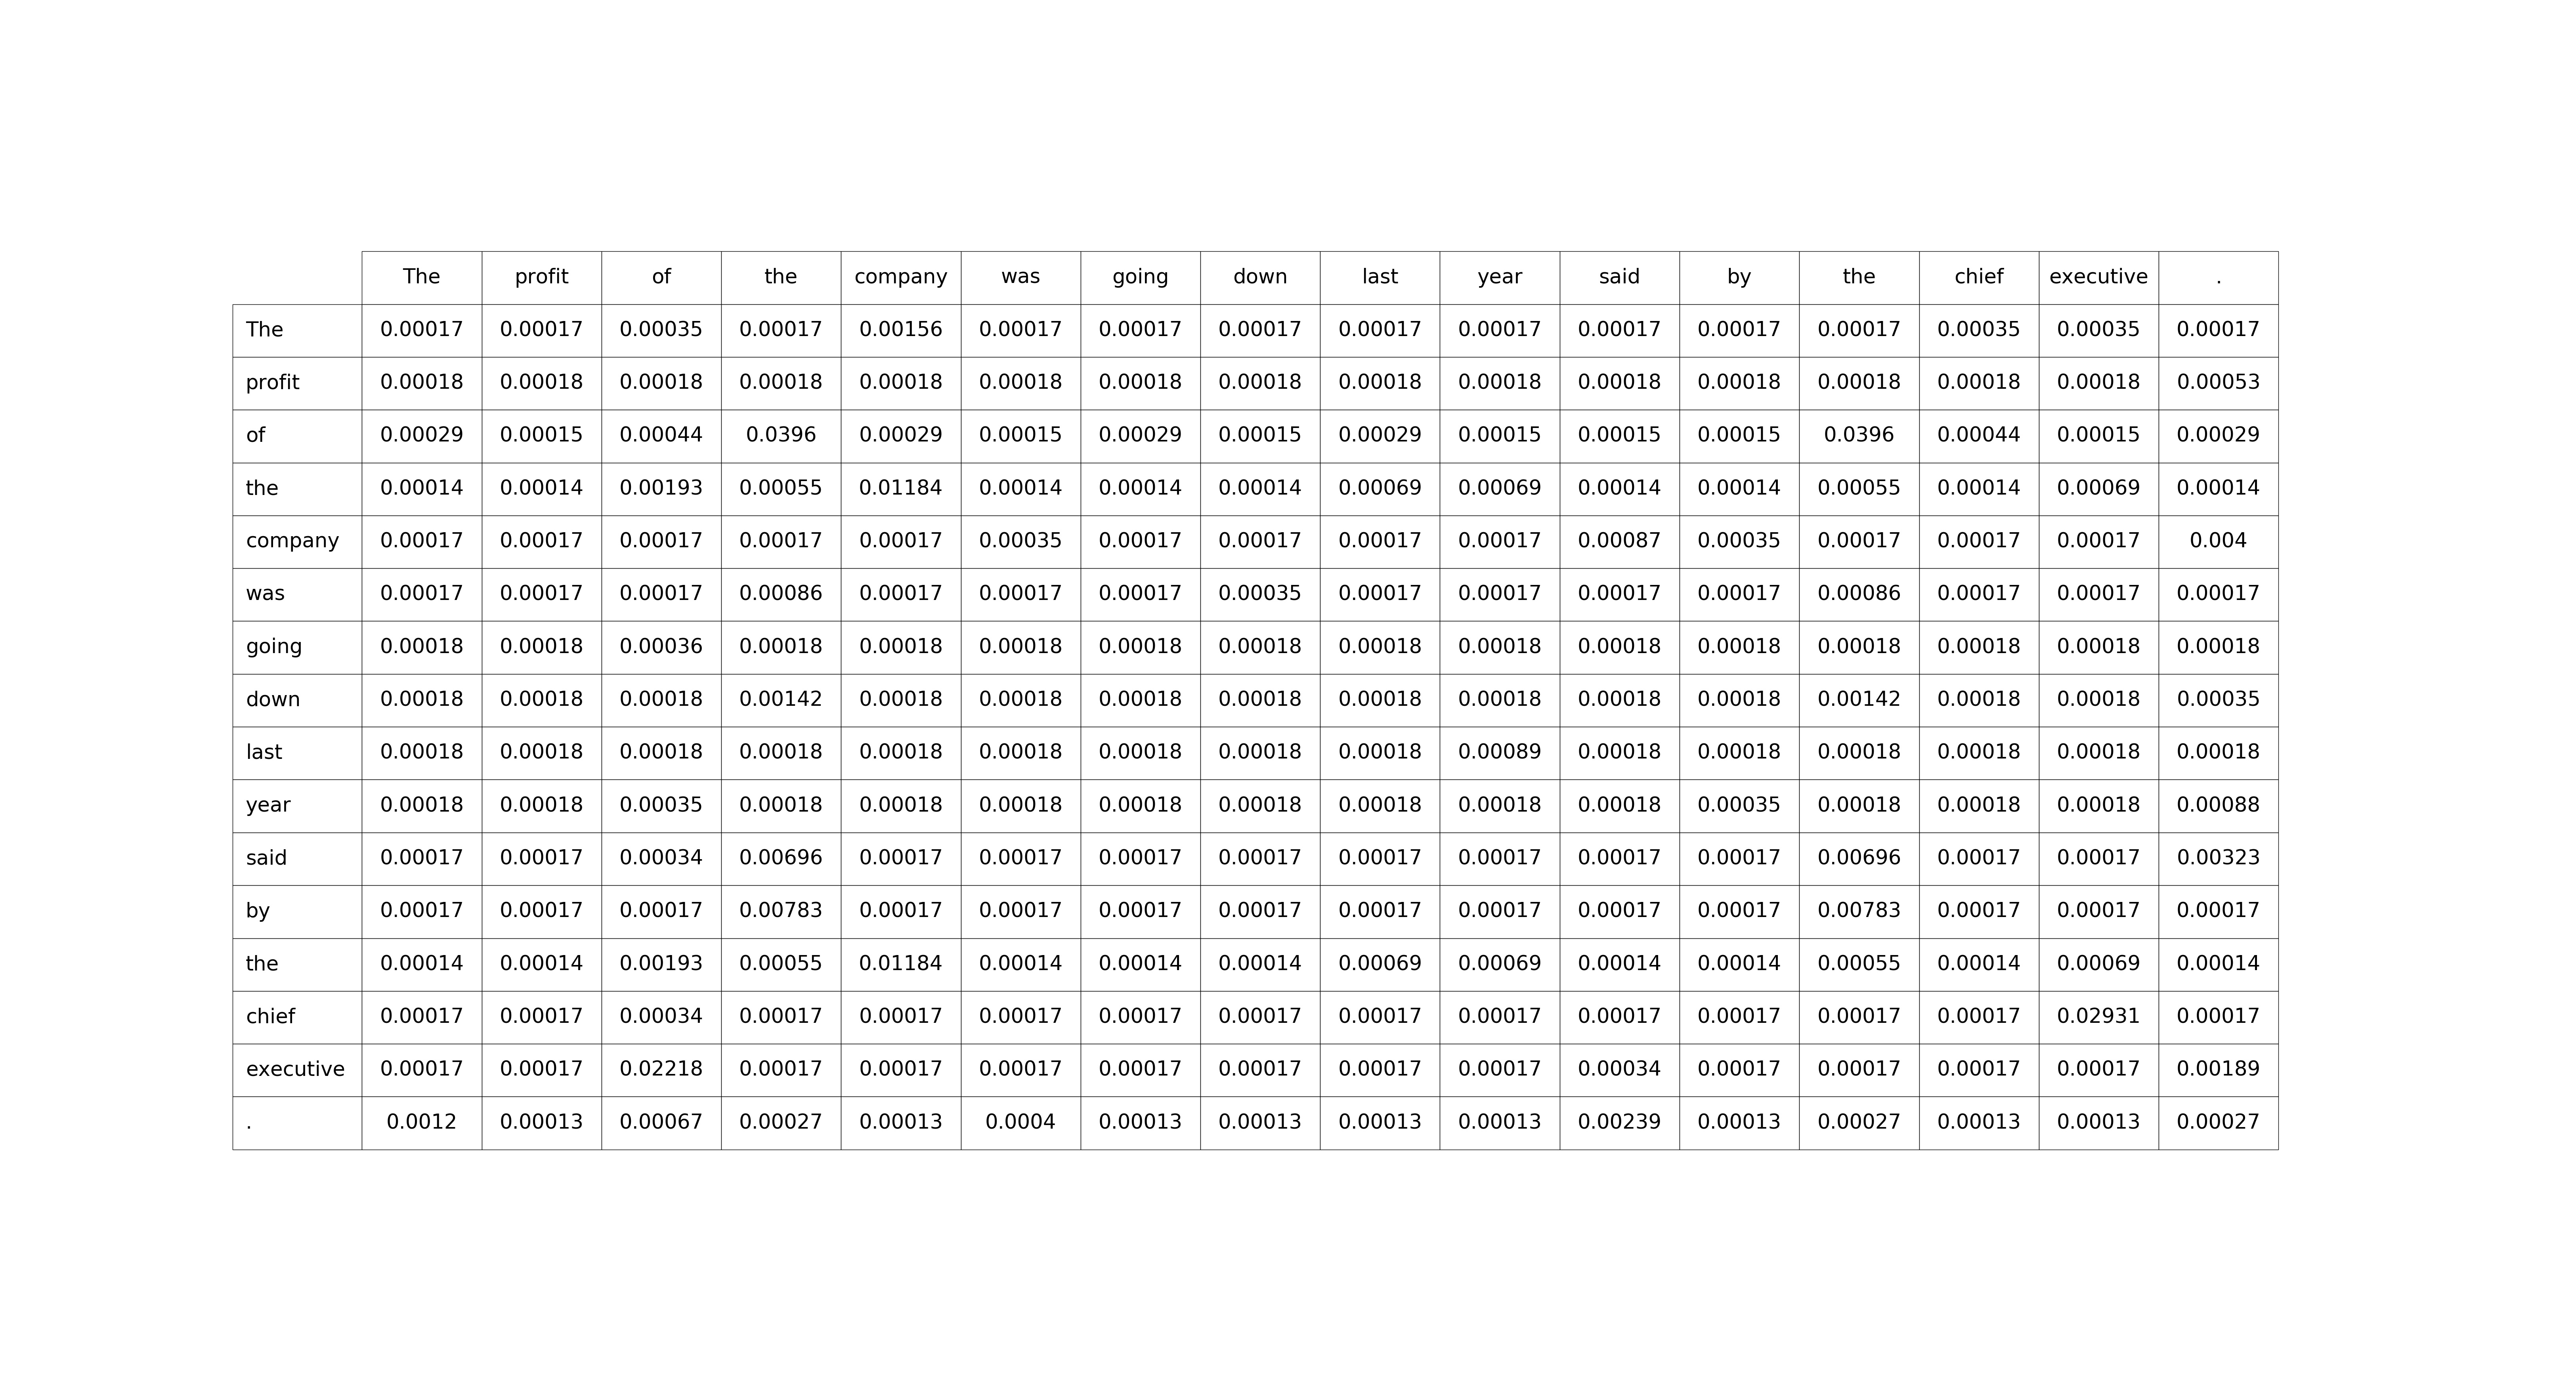 The profit of the company was going down last year said by the chief executive .
The 0.00017 0.00017 0.00035 0.00017 0.00156 0.00017 0.00017 0.00017 0.00017 0.00017 0.00017 0.00017 0.00017 0.00035 0.00035 0.00017
profit 0.00018 0.00018 0.00018 0.00018 0.00018 0.00018 0.00018 0.00018 0.00018 0.00018 0.00018 0.00018 0.00018 0.00018 0.00018 0.00053
of 0.00029 0.00015 0.00044 0.0396 0.00029 0.00015 0.00029 0.00015 0.00029 0.00015 0.00015 0.00015 0.0396 0.00044 0.00015 0.00029
the 0.00014 0.00014 0.00193 0.00055 0.01184 0.00014 0.00014 0.00014 0.00069 0.00069 0.00014 0.00014 0.00055 0.00014 0.00069 0.00014
company 0.00017 0.00017 0.00017 0.00017 0.00017 0.00035 0.00017 0.00017 0.00017 0.00017 0.00087 0.00035 0.00017 0.00017 0.00017 0.004
was 0.00017 0.00017 0.00017 0.00086 0.00017 0.00017 0.00017 0.00035 0.00017 0.00017 0.00017 0.00017 0.00086 0.00017 0.00017 0.00017
going 0.00018 0.00018 0.00036 0.00018 0.00018 0.00018 0.00018 0.00018 0.00018 0.00018 0.00018 0.00018 0.00018 0.00018 0.00018 0.00018
down 0.00018 0.00018 0.00018 0.00142 0.00018 0.00018 0.00018 0.00018 0.00018 0.00018 0.00018 0.00018 0.00142 0.00018 0.00018 0.00035
last 0.00018 0.00018 0.00018 0.00018 0.00018 0.00018 0.00018 0.00018 0.00018 0.00089 0.00018 0.00018 0.00018 0.00018 0.00018 0.00018
year 0.00018 0.00018 0.00035 0.00018 0.00018 0.00018 0.00018 0.00018 0.00018 0.00018 0.00018 0.00035 0.00018 0.00018 0.00018 0.00088
said 0.00017 0.00017 0.00034 0.00696 0.00017 0.00017 0.00017 0.00017 0.00017 0.00017 0.00017 0.00017 0.00696 0.00017 0.00017 0.00323
by 0.00017 0.00017 0.00017 0.00783 0.00017 0.00017 0.00017 0.00017 0.00017 0.00017 0.00017 0.00017 0.00783 0.00017 0.00017 0.00017
the 0.00014 0.00014 0.00193 0.00055 0.01184 0.00014 0.00014 0.00014 0.00069 0.00069 0.00014 0.00014 0.00055 0.00014 0.00069 0.00014
chief 0.00017 0.00017 0.00034 0.00017 0.00017 0.00017 0.00017 0.00017 0.00017 0.00017 0.00017 0.00017 0.00017 0.00017 0.02931 0.00017
executive 0.00017 0.00017 0.02218 0.00017 0.00017 0.00017 0.00017 0.00017 0.00017 0.00017 0.00034 0.00017 0.00017 0.00017 0.00017 0.00189
. 0.0012 0.00013 0.00067 0.00027 0.00013 0.0004 0.00013 0.00013 0.00013 0.00013 0.00239 0.00013 0.00027 0.00013 0.00013 0.00027